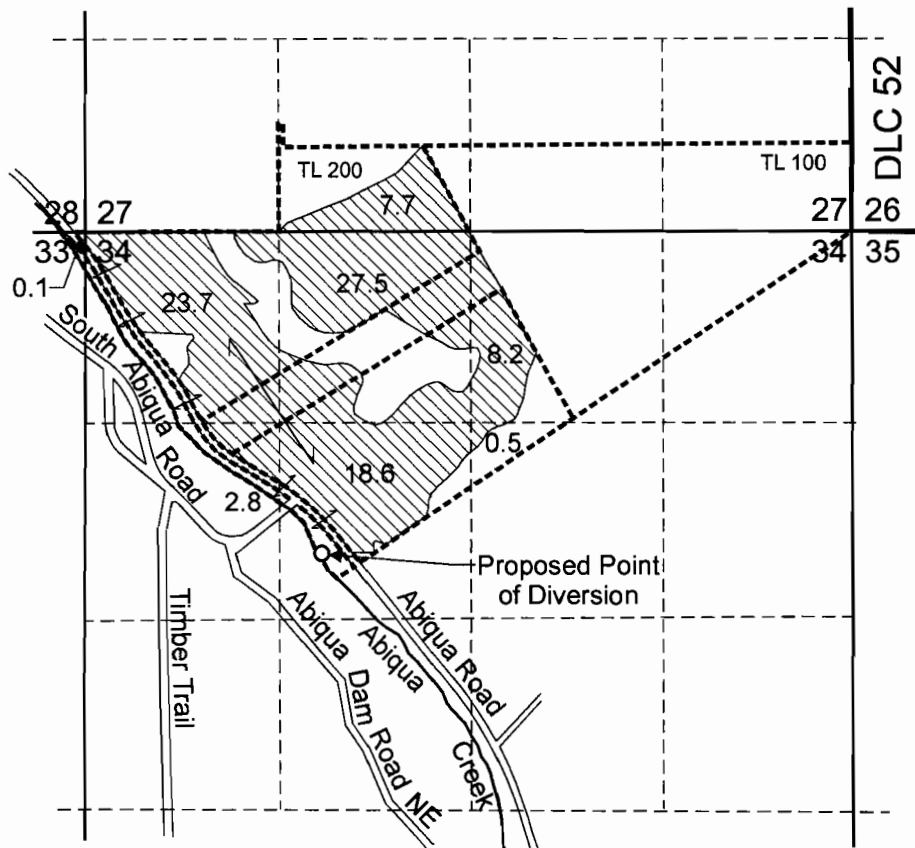 DLC 52
TL 200
TL 100
7.7
28 27
27 26
33 34
34 35
0.1
27.5
23.7
8.2
0.5
18.6
2.8
South Abiqua Road
Proposed Point
of Diversion
Timber Trail
Abiqua Dam Road NE
Abiqua Creek
Abiqua Road